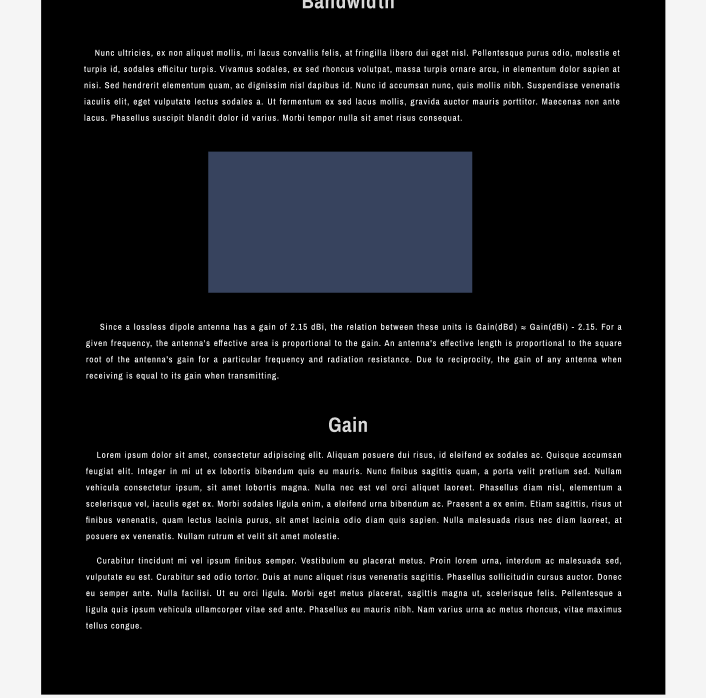 Bandwidth
Nunc ultricies, ex non aliquet mollis, mi lacus convallis felis, at fringilla libero dui eget nisl. Pellentesque purus odio, molestie et
turpis id, sodales efficitur turpis. Vivamus sodales, ex sed rhoncus volutpat, massa turpis ornare arcu, in elementum dolor sapien at
nisi. Sed hendrerit elementum quam, ac dignissim nisl dapibus id. Nunc id accumsan nunc, quis mollis nibh. Suspendisse venenatis
iaculis elit, eget vulputate lectus sodales a. Ut fermentum ex sed lacus mollis, gravida auctor mauris porttitor. Maecenas non ante
lacus. Phasellus suscipit blandit dolor id varius. Morbi tempor nulla sit amet risus consequat.
Since a lossless dipole antenna has a gain of 2.15 dBi, the relation between these units is Gain(dBd) ≈ Gain(dBi) - 2.15. For a
given frequency, the antenna's effective area is proportional to the gain. An antenna's effective length is proportional to the square
root of the antenna's gain for a particular frequency and radiation resistance. Due to reciprocity, the gain of any antenna when
receiving is equal to its gain when transmitting.
Gain
Lorem ipsum dolor sit amet, consectetur adipiscing elit. Aliquam posuere dui risus, id eleifend ex sodales ac. Quisque accumsan
feugiat elit. Integer in mi ut ex lobortis bibendum quis eu mauris. Nunc finibus sagittis quam, a porta velit pretium sed. Nullam
vehicula consectetur ipsum, sit amet lobortis magna. Nulla nec est vel orci aliquet laoreet. Phasellus diam nisl, elementum a
scelerisque vel, iaculis eget ex. Morbi sodales ligula enim, a eleifend urna bibendum ac. Praesent a ex enim. Etiam sagittis, risus ut
finibus venenatis, quam lectus lacinia purus, sit amet lacinia odio diam quis sapien. Nulla malesuada risus nec diam laoreet, at
posuere ex venenatis. Nullam rutrum et velit sit amet molestie.
Curabitur tincidunt mi vel ipsum finibus semper. Vestibulum eu placerat metus. Proin lorem urna, interdum ac malesuada sed,
vulputate eu est. Curabitur sed odio tortor. Duis at nunc aliquet risus venenatis sagittis. Phasellus sollicitudin cursus auctor. Donec
eu semper ante. Nulla facilisi. Ut eu orci ligula. Morbi eget metus placerat, sagittis magna ut, scelerisque felis. Pellentesque a
ligula quis ipsum vehicula ullamcorper vitae sed ante. Phasellus eu mauris nibh. Nam varius urna ac metus rhoncus, vitae maximus
tellus congue.